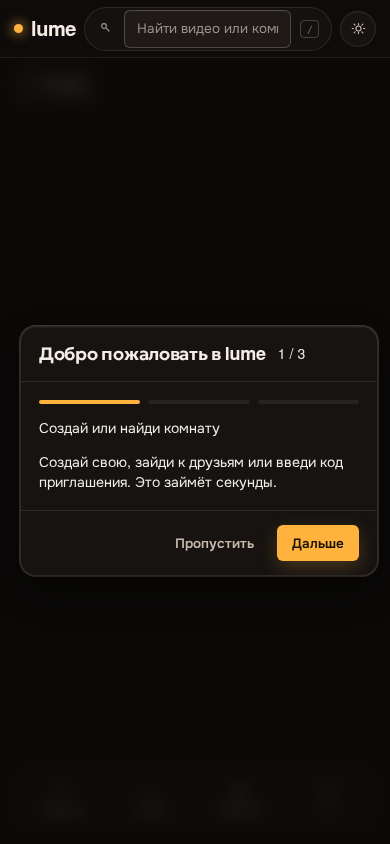 lume
Найти видео или комн
/
Добро пожаловать в lume 1 / 3
Создай или найди комнату
Создай свою, зайди к друзьям или введи код
приглашения. Это займёт секунды.
Пропустить
Дальше